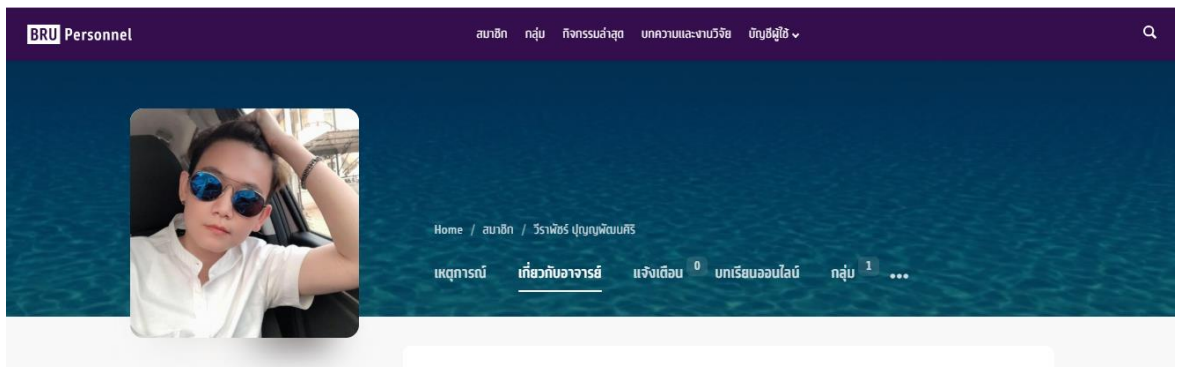 BRU Personnel
สมาชิก กลุ่ม กิจกรรมล่าสุด บทความและงานวิจัย บัญชีผู้ใช้
Home / สมาชิก / วีราพัชร์ ปุญญพัฒนศิริ
เหตุการณ์ เกี่ยวกับอาจารย์ แจ้งเตือน 0 บทเรียนออนไลน์ กลุ่ม 1 •••